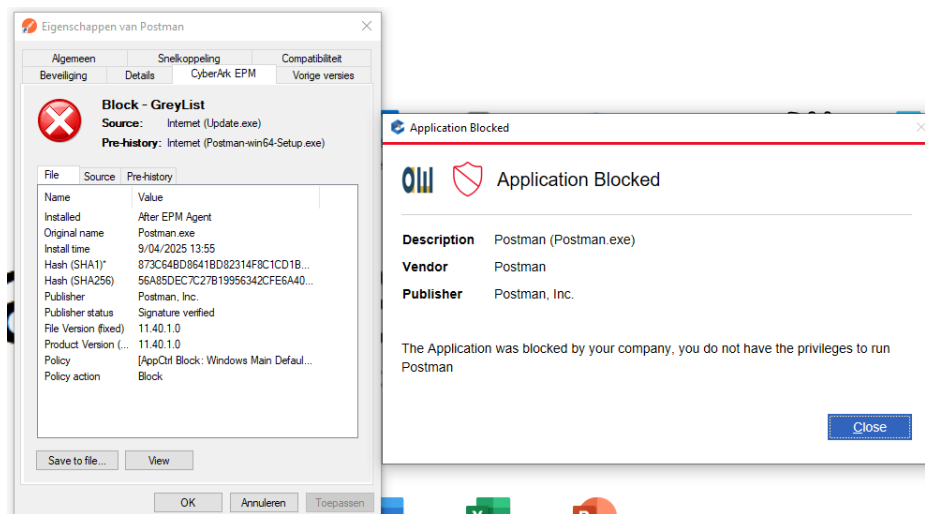 Eigenschappen van Postman
Algemeen Snelkoppeling Compatibiliteit
Beveiliging Details CyberArk EPM Vorige versies
Block - GreyList
Source: Internet (Update.exe)
Pre-history: Internet (Postman-win64-Setup.exe)
File Source Pre-history
Name Value
Installed After EPM Agent
Original name Postman.exe
Install time 9/04/2025 13:55
Hash (SHA1)* 873C64BD8641BD82314F8C1CD1B...
Hash (SHA256) 56A85DEC7C27B19956342CFE6A40...
Publisher Postman, Inc.
Publisher status Signature verified
File Version (fixed) 11.40.1.0
Product Version (... 11.40.1.0
Policy [AppCtrl Block: Windows Main Defaul...
Policy action Block
Save to file... View
OK Annuleren Toepassen
Application Blocked
Application Blocked
Description Postman (Postman.exe)
Vendor Postman
Publisher Postman, Inc.
The Application was blocked by your company, you do not have the privileges to run
Postman
Close